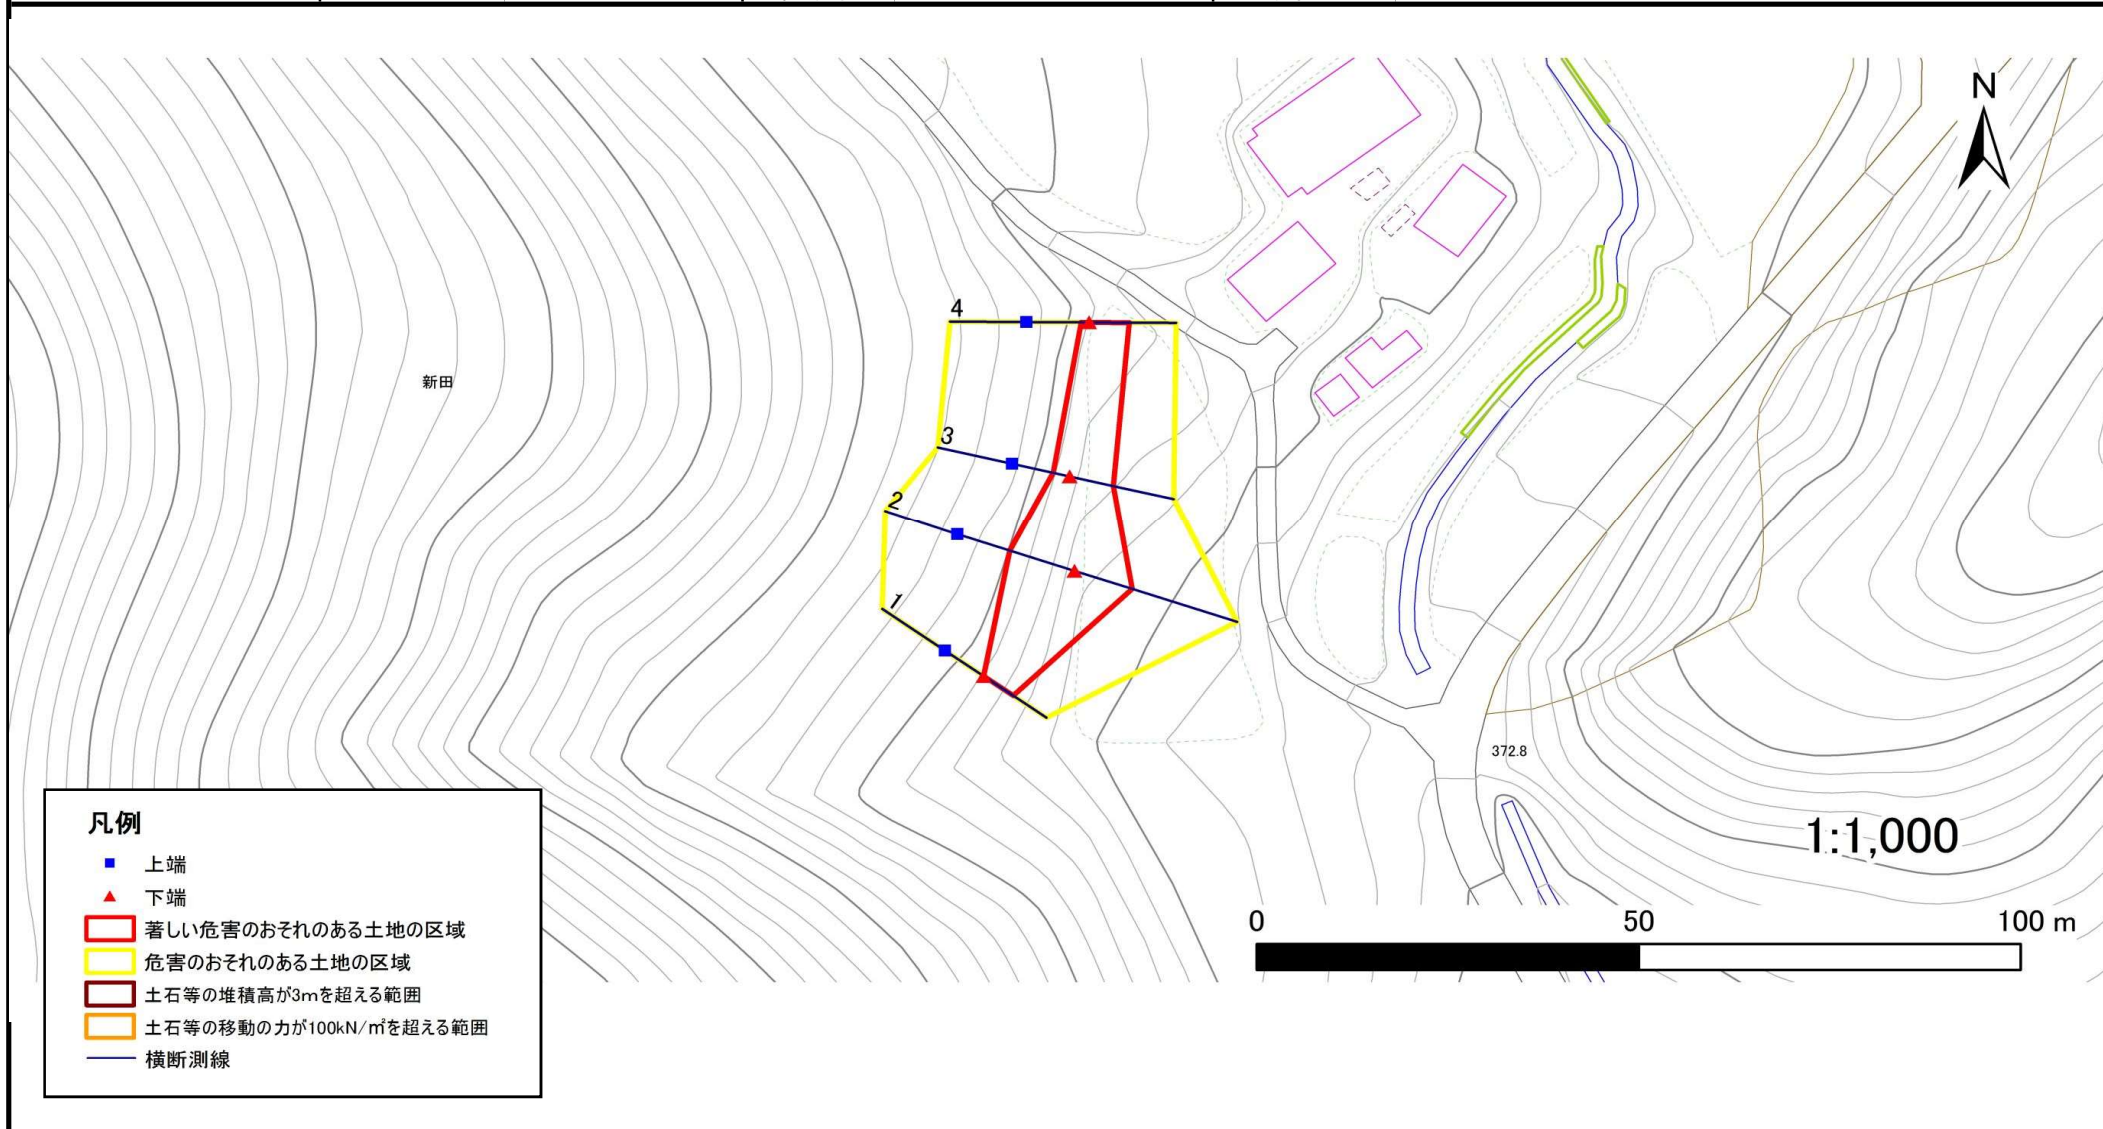 N
4
新田
3
2
1
372.8
1:1,000
0 50 100 m
凡例
上端
下端
著しい危害のおそれのある土地の区域
危害のおそれのある土地の区域
土石等の堆積高が3mを超える範囲
土石等の移動の力が100kN/㎡を超える範囲
横断測線